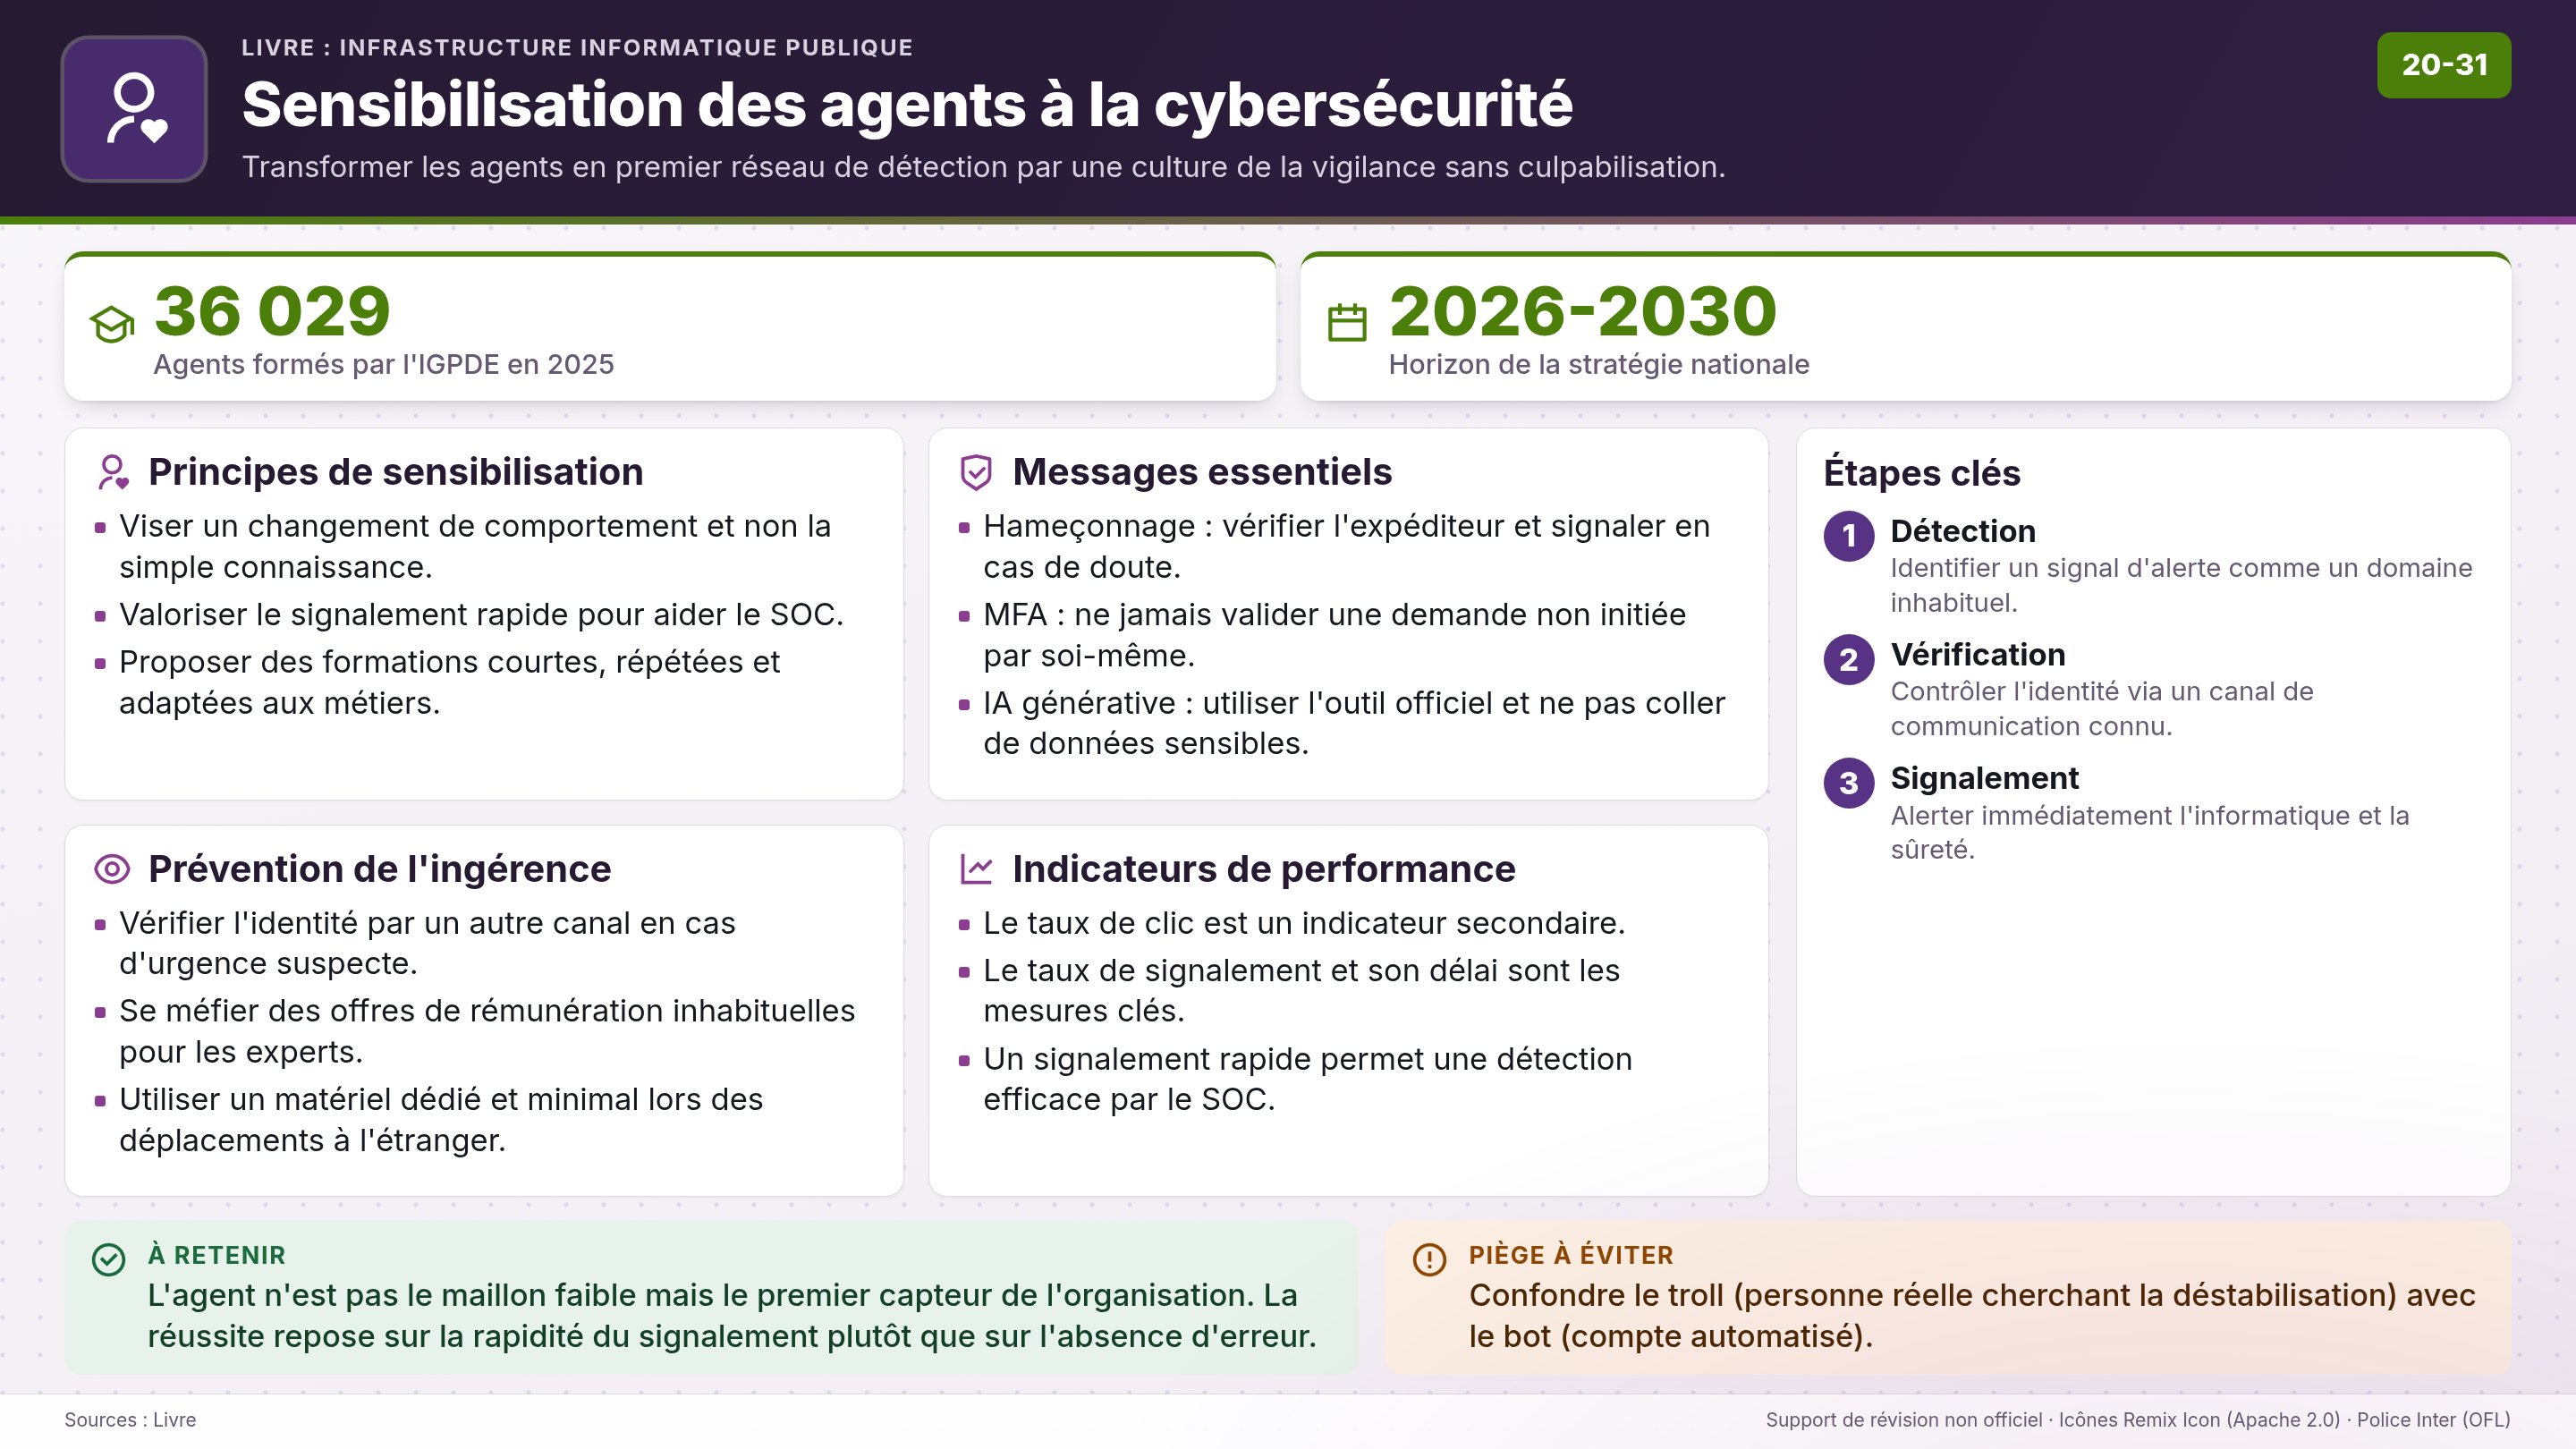 LIVRE : INFRASTRUCTURE INFORMATIQUE PUBLIQUE
Sensibilisation des agents à la cybersécurité
Transformer les agents en premier réseau de détection par une culture de la vigilance sans culpabilisation.
20-31
36 029
Agents formés par l'IGPDE en 2025
2026-2030
Horizon de la stratégie nationale
Principes de sensibilisation
Viser un changement de comportement et non la
simple connaissance.
Valoriser le signalement rapide pour aider le SOC.
Proposer des formations courtes, répétées et
adaptées aux métiers.
Messages essentiels
Hameçonnage : vérifier l'expéditeur et signaler en
cas de doute.
MFA : ne jamais valider une demande non initiée
par soi-même.
IA générative : utiliser l'outil officiel et ne pas coller
de données sensibles.
Prévention de l'ingérence
Vérifier l'identité par un autre canal en cas
d'urgence suspecte.
Se méfier des offres de rémunération inhabituelles
pour les experts.
Utiliser un matériel dédié et minimal lors des
déplacements à l'étranger.
Indicateurs de performance
Le taux de clic est un indicateur secondaire.
Le taux de signalement et son délai sont les
mesures clés.
Un signalement rapide permet une détection
efficace par le SOC.
Étapes clés
1 Détection
Identifier un signal d'alerte comme un domaine
inhabituel.
2 Vérification
Contrôler l'identité via un canal de
communication connu.
3 Signalement
Alerter immédiatement l'informatique et la
sûreté.
À RETENIR
L'agent n'est pas le maillon faible mais le premier capteur de l'organisation. La
réussite repose sur la rapidité du signalement plutôt que sur l'absence d'erreur.
PIÈGE À ÉVITER
Confondre le troll (personne réelle cherchant la déstabilisation) avec
le bot (compte automatisé).
Sources : Livre
Support de révision non officiel · Icônes Remix Icon (Apache 2.0) · Police Inter (OFL)